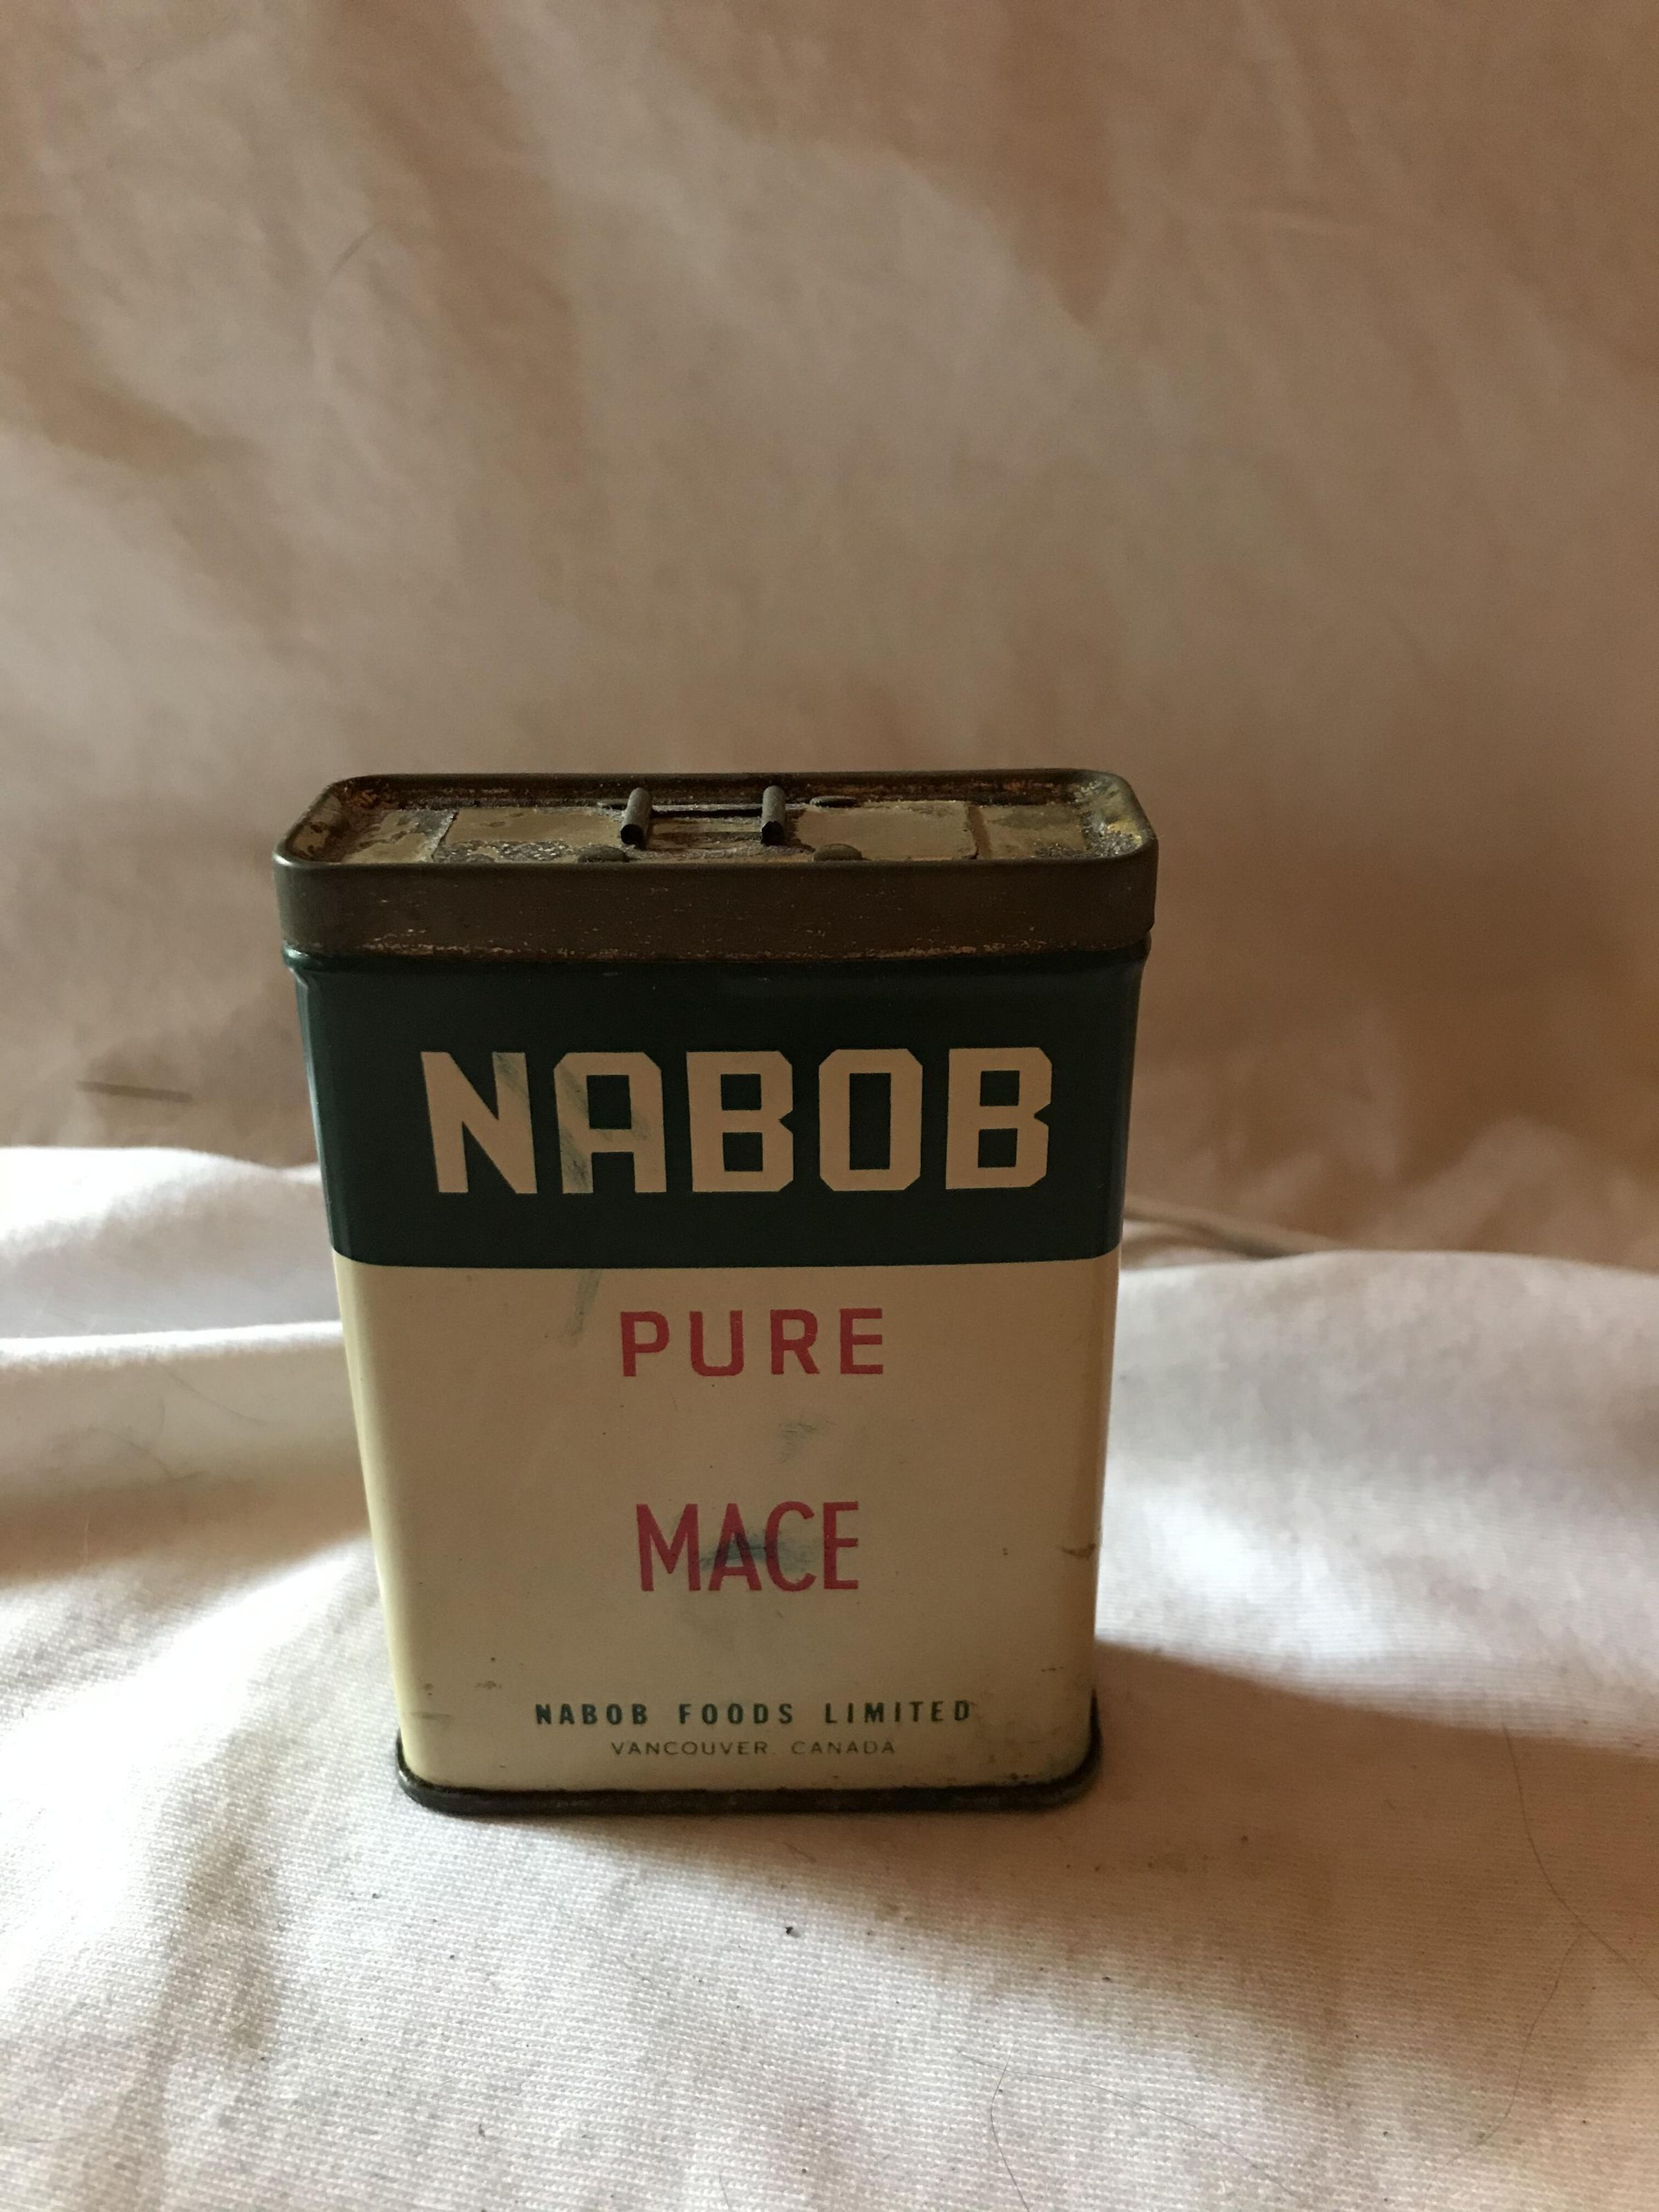 NABOB
PURE
MACE
NABOB FOODS LIMITED
VANCOUVER. CANADA